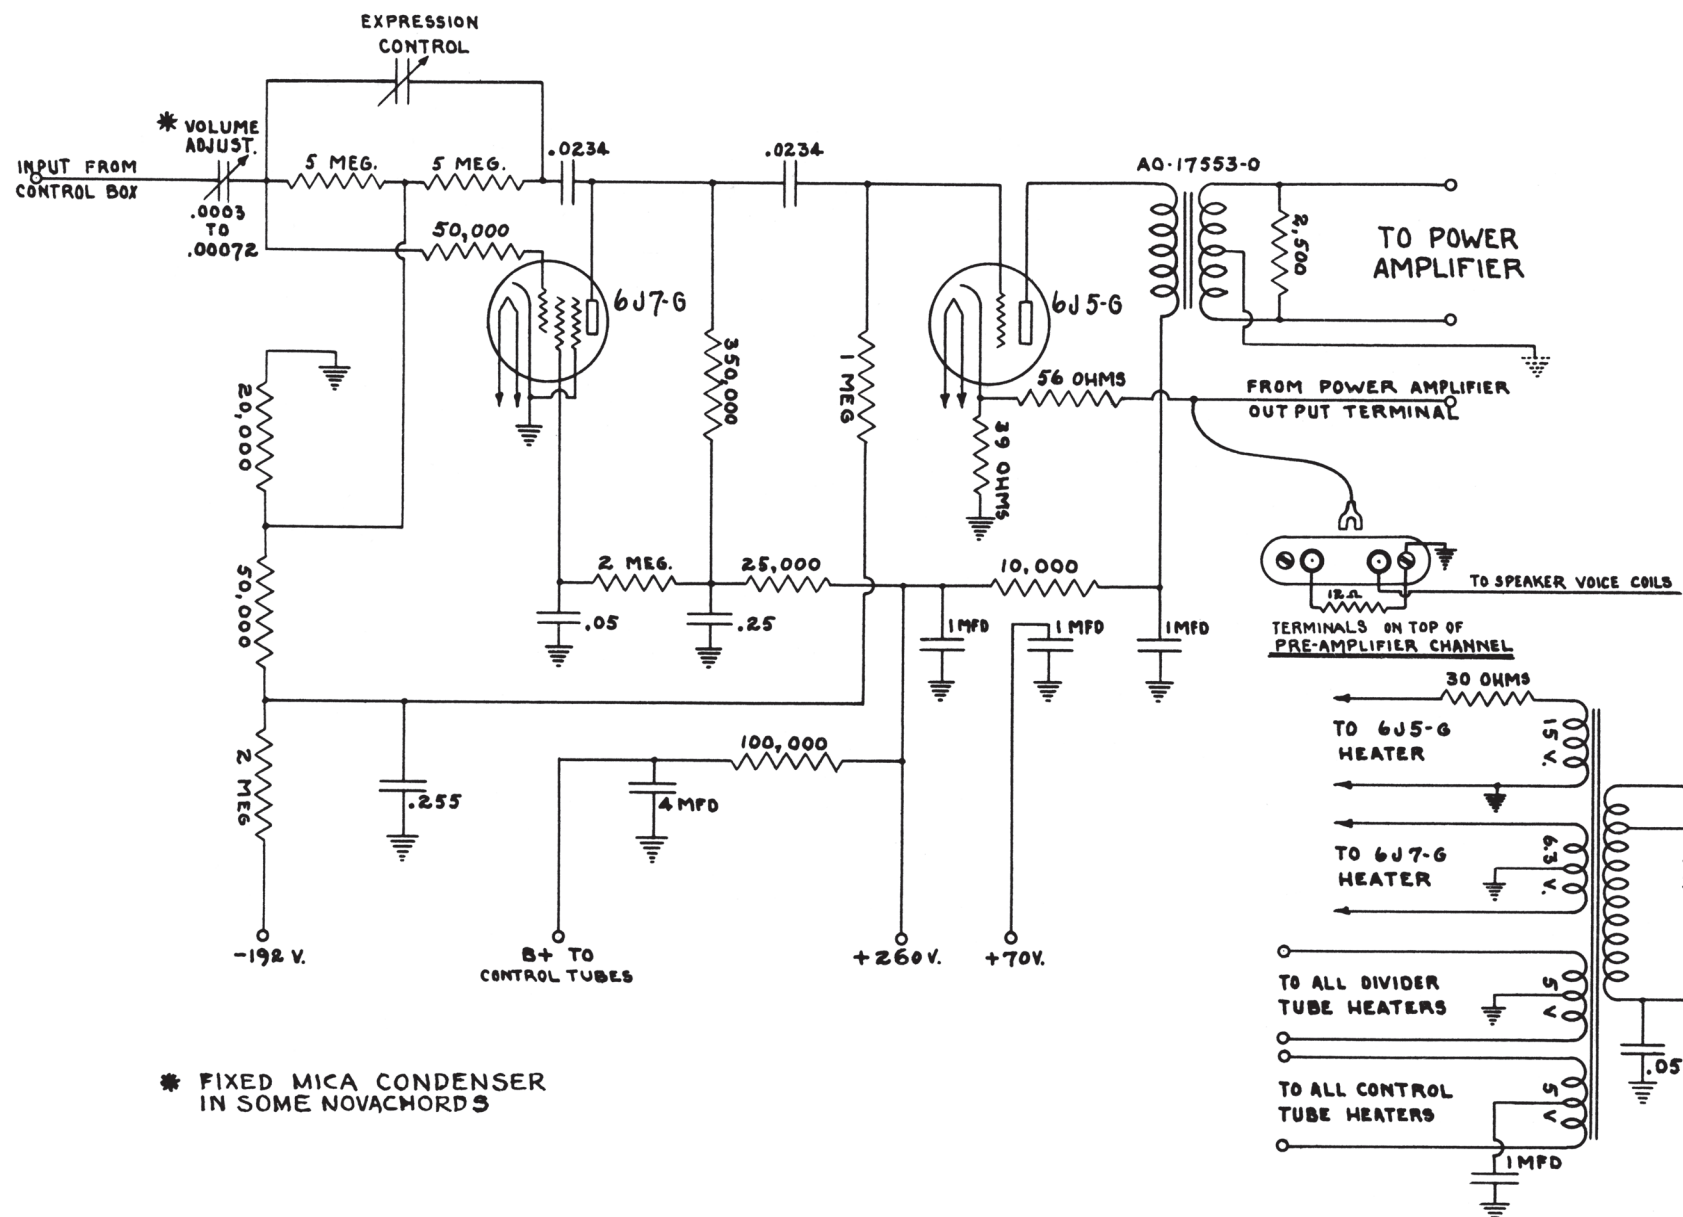 EXPRESSION
CONTROL
* VOLUME
ADJUST.
INPUT FROM
CONTROL BOX
.0003
TO
.00072
5 MEG.
5 MEG.
.0234
.0234
50,000
6J7-G
6J5-G
AO-17553-0
2,500
TO POWER
AMPLIFIER
350,000
1 MEG
56 OHMS
39 OHMS
FROM POWER AMPLIFIER
OUTPUT TERMINAL
20,000
50,000
2 MEG
2 MEG.
25,000
10,000
.05
.25
1 MFD
1 MFD
1 MFD
12Ω
TO SPEAKER VOICE COILS
TERMINALS ON TOP OF
PRE-AMPLIFIER CHANNEL
100,000
.255
4 MFD
-192 V.
B+ TO
CONTROL TUBES
+260V.
+70V.
30 OHMS
TO 6J5-G
HEATER
15 V.
TO 6J7-G
HEATER
6.3 V.
TO ALL DIVIDER
TUBE HEATERS
5 V
TO ALL CONTROL
TUBE HEATERS
5 V
.05
1 MFD
* FIXED MICA CONDENSER
IN SOME NOVACHORDS